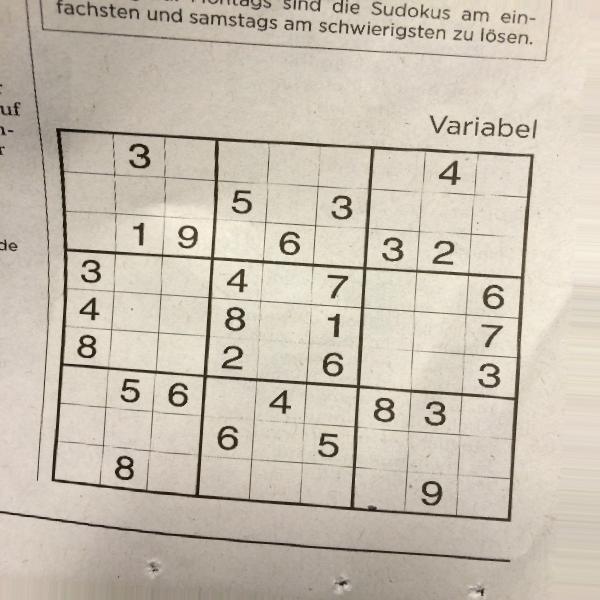 Montags sind die Sudokus am ein-
fachsten und samstags am schwierigsten zu lösen.
uf
n-
r
de
Variabel
3 4
5 3
1 9 6 3 2
3 4 7 6
4 8 1 7
8 2 6 3
5 6 4 8 3
6 5
8 9